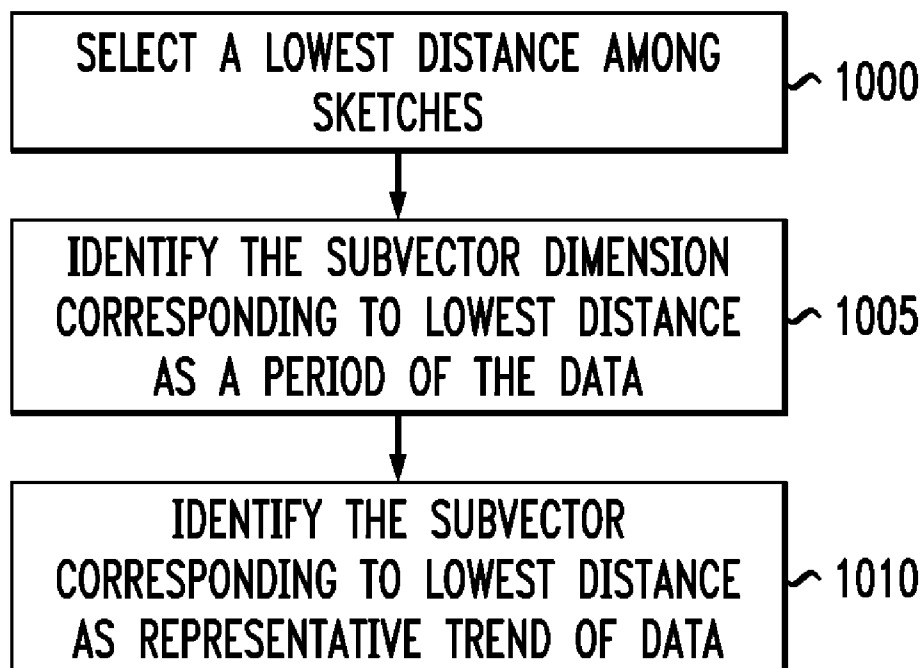 SELECT A LOWEST DISTANCE AMONG
SKETCHES
1000
IDENTIFY THE SUBVECTOR DIMENSION
CORRESPONDING TO LOWEST DISTANCE
AS A PERIOD OF THE DATA
1005
IDENTIFY THE SUBVECTOR
CORRESPONDING TO LOWEST DISTANCE
AS REPRESENTATIVE TREND OF DATA
1010